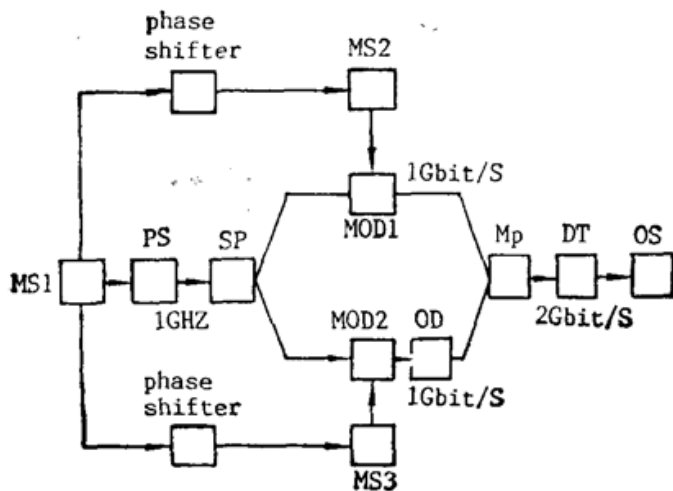 phase
shifter
MS2
1Gbit/S
MOD1
PS
SP
Mp
DT
OS
MS1
1GHZ
MOD2
OD
2Gbit/S
1Gbit/S
phase
shifter
MS3